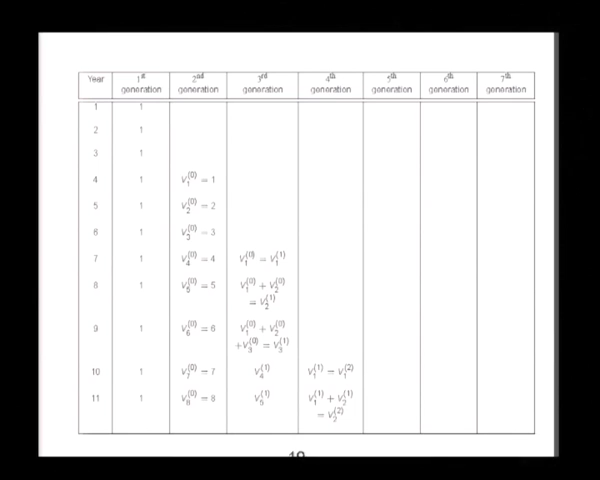 Year 1st generation 2nd generation 3rd generation 4th generation 5th generation 6th generation 7th generation
1 1
2 1
3 1
4 1 V_1^(0) = 1
5 1 V_2^(0) = 2
6 1 V_3^(0) = 3
7 1 V_4^(0) = 4 V_1^(0) = V_1^(1)
8 1 V_5^(0) = 5 V_1^(0) + V_2^(0)
= V_2^(1)
9 1 V_6^(0) = 6 V_1^(0) + V_2^(0)
+V_3^(0) = V_3^(1)
10 1 V_7^(0) = 7 V_4^(1) V_1^(1) = V_1^(2)
11 1 V_8^(0) = 8 V_5^(1) V_1^(1) + V_2^(1)
= V_2^(2)